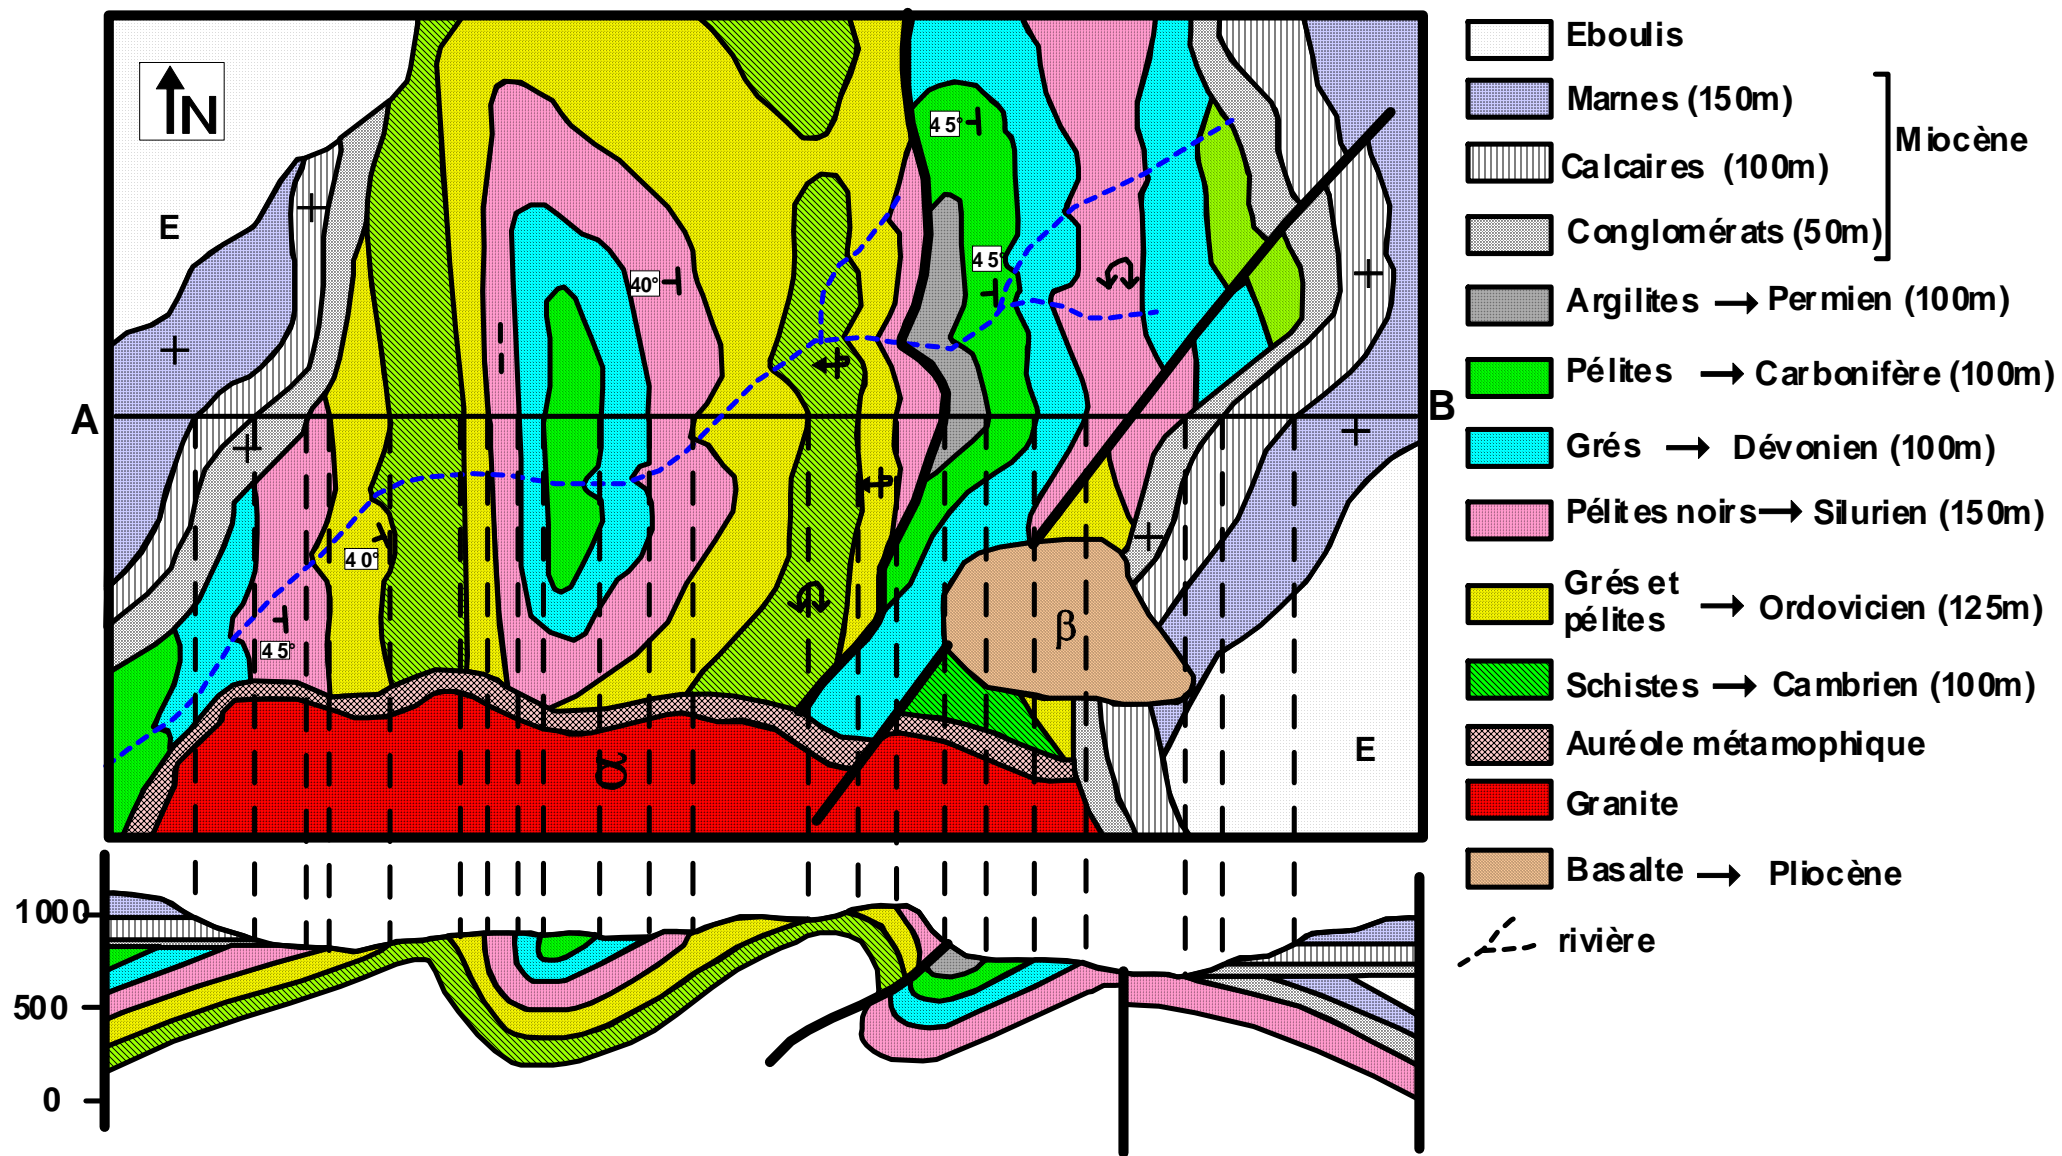 N
E
40°
45°
45°
45°
40°
A
B
β
α
E
1000
500
0
Eboulis
Marnes (150m)
Calcaires (100m)
Conglomérats (50m)
Miocène
Argilites → Permien (100m)
Pélites → Carbonifère (100m)
Grés → Dévonien (100m)
Pélites noirs → Silurien (150m)
Grés et
pélites → Ordovicien (125m)
Schistes → Cambrien (100m)
Auréole métamophique
Granite
Basalte → Pliocène
rivière